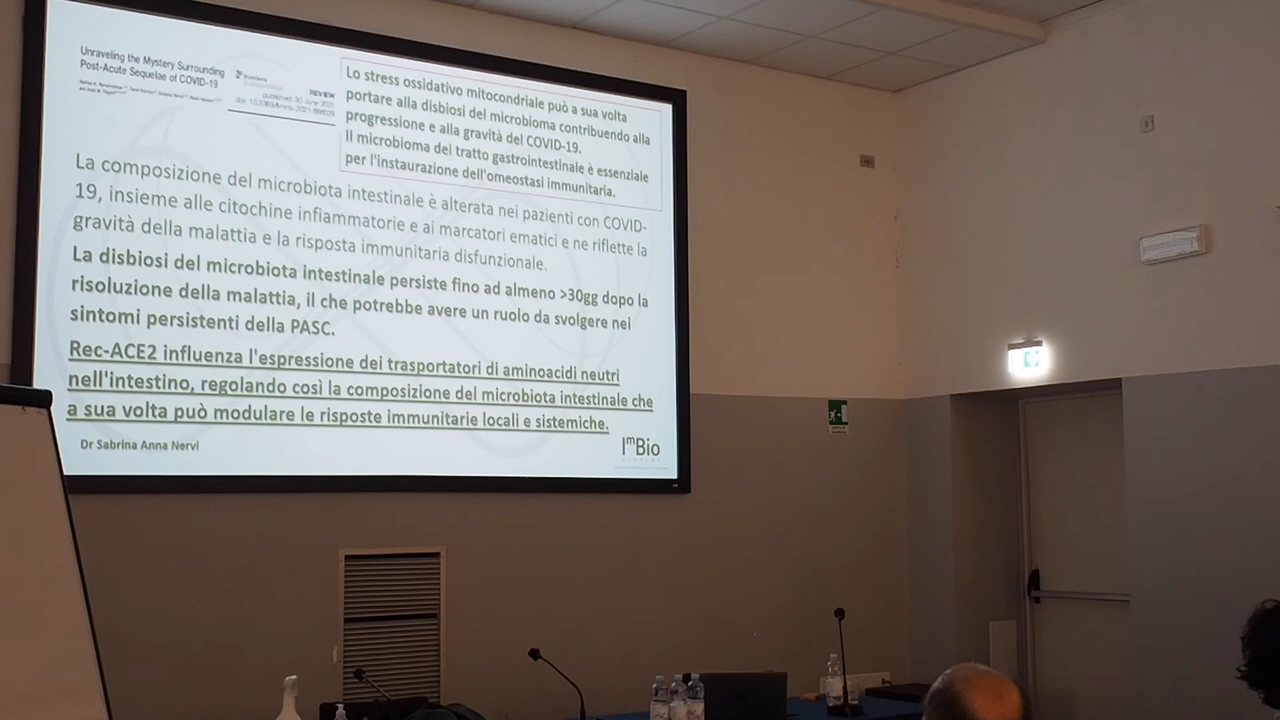 Unraveling the Mystery Surrounding
Post-Acute Sequelae of COVID-19
REVIEW
published: 30 June 2021
Lo stress ossidativo mitocondriale può a sua volta
portare alla disbiosi del microbioma contribuendo alla
progressione e alla gravità del COVID-19.
Il microbioma del tratto gastrointestinale è essenziale
per l'instaurazione dell'omeostasi immunitaria.
La composizione del microbiota intestinale è alterata nei pazienti con COVID-
19, insieme alle citochine infiammatorie e ai marcatori ematici e ne riflette la
gravità della malattia e la risposta immunitaria disfunzionale.
La disbiosi del microbiota intestinale persiste fino ad almeno >30gg dopo la
risoluzione della malattia, il che potrebbe avere un ruolo da svolgere nei
sintomi persistenti della PASC.
Rec-ACE2 influenza l'espressione dei trasportatori di aminoacidi neutri
nell'intestino, regolando così la composizione del microbiota intestinale che
a sua volta può modulare le risposte immunitarie locali e sistemiche.
Dr Sabrina Anna Nervi
ImBio